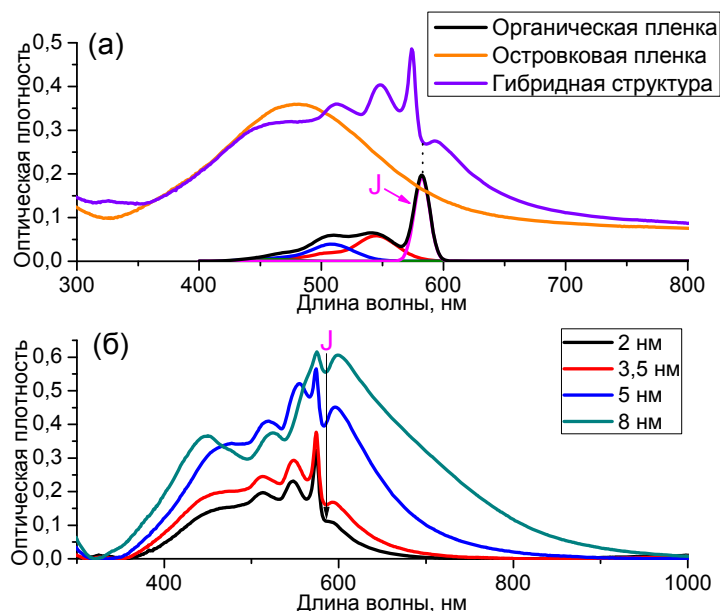 (а)
Органическая пленка
Островковая пленка
Гибридная структура
Оптическая плотность
0,5
0,4
0,3
0,2
0,1
0,0
J
300 400 500 600 700 800
Длина волны, нм
(б)
J
2 нм
3,5 нм
5 нм
8 нм
Оптическая плотность
0,6
0,5
0,4
0,3
0,2
0,1
0,0
400 600 800 1000
Длина волны, нм